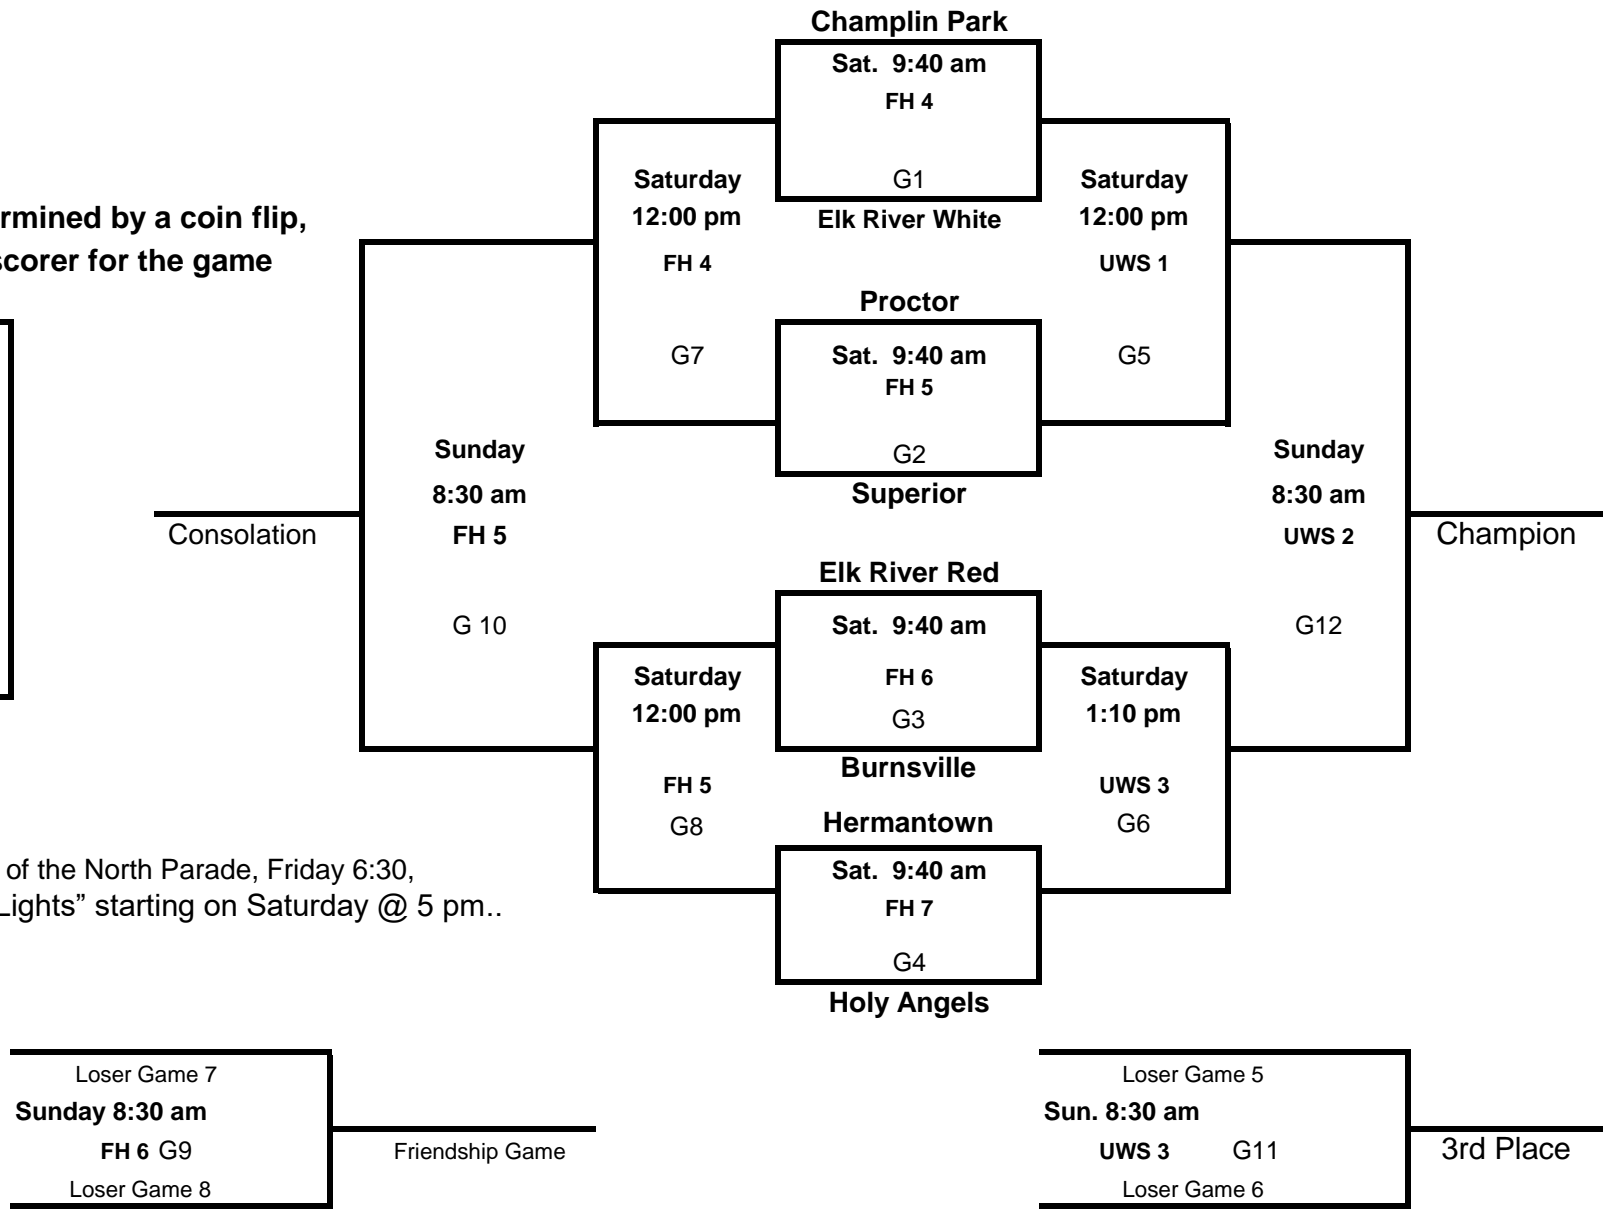 Champlin Park
Sat. 9:40 am
FH 4
G1
Elk River White
Saturday
12:00 pm
FH 4
G7
Saturday
12:00 pm
UWS 1
G5
rmined by a coin flip,
scorer for the game
Proctor
Sat. 9:40 am
FH 5
G2
Superior
Sunday
8:30 am
FH 5
G 10
Consolation
Sunday
8:30 am
UWS 2
G12
Champion
Elk River Red
Sat. 9:40 am
FH 6
G3
Burnsville
Saturday
12:00 pm
FH 5
G8
Saturday
1:10 pm
UWS 3
G6
Hermantown
Sat. 9:40 am
FH 7
G4
Holy Angels
of the North Parade, Friday 6:30,
Lights” starting on Saturday @ 5 pm..
Loser Game 7
Sunday 8:30 am
FH 6 G9
Loser Game 8
Friendship Game
Loser Game 5
Sun. 8:30 am
UWS 3 G11
Loser Game 6
3rd Place